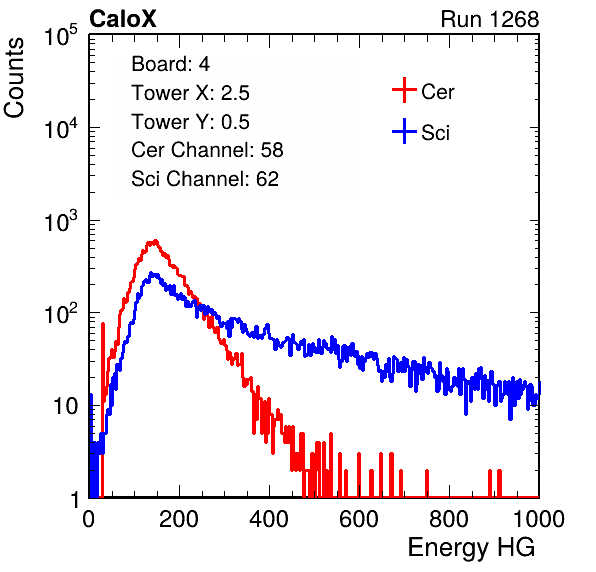 CaloX Run 1268
Counts
10^5
10^4
10^3
10^2
10
1
Board: 4
Tower X: 2.5
Tower Y: 0.5
Cer Channel: 58
Sci Channel: 62
Cer
Sci
0 200 400 600 800 1000
Energy HG